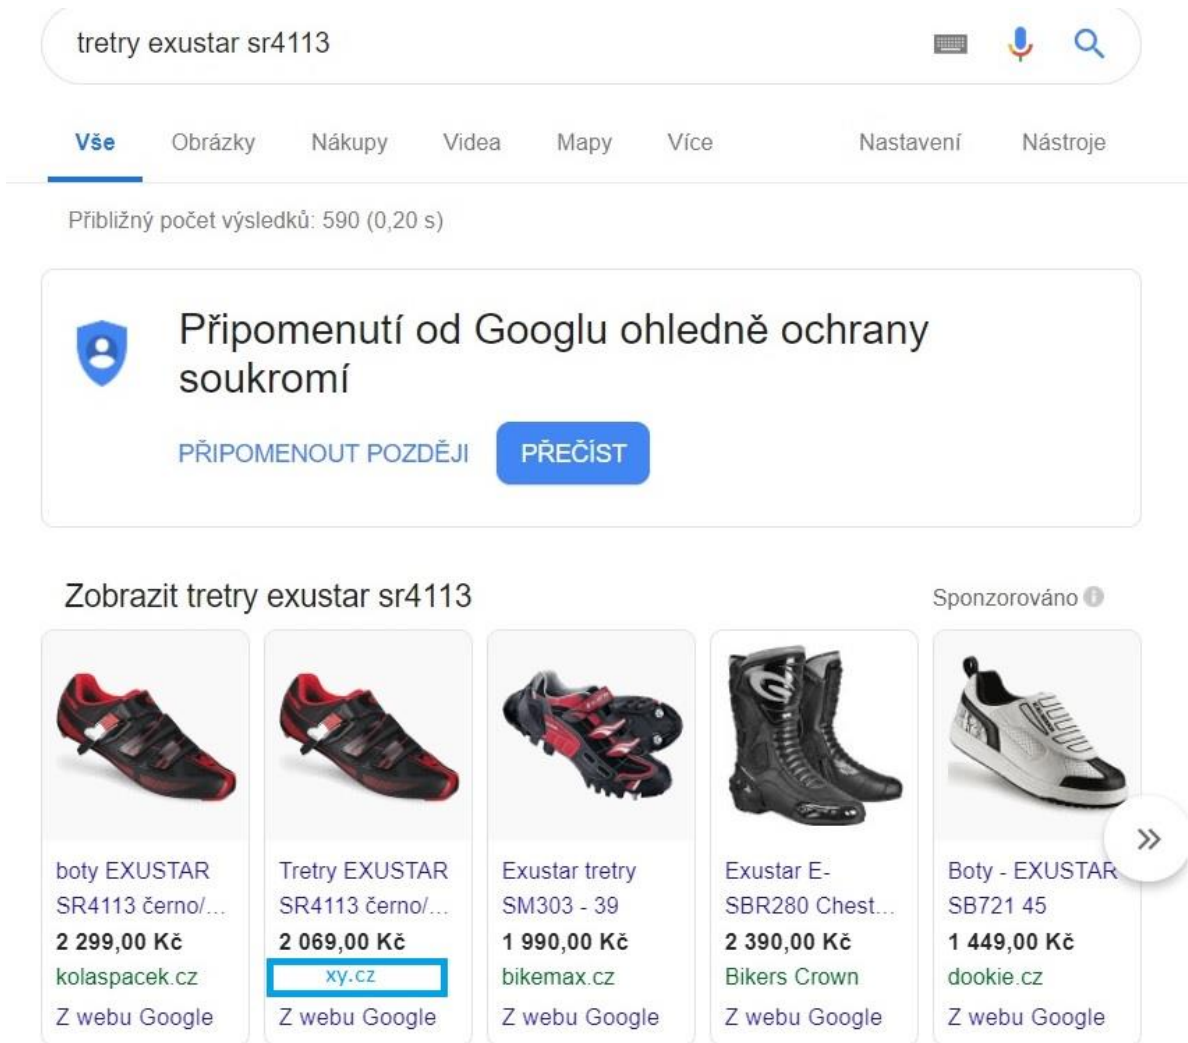 tretry exustar sr4113
Vše Obrázky Nákupy Videa Mapy Více Nastavení Nástroje
Přibližný počet výsledků: 590 (0,20 s)
Připomenutí od Googlu ohledně ochrany
soukromí
PŘIPOMENOUT POZDĚJI PŘEČÍST
Zobrazit tretry exustar sr4113
Sponzorováno
boty EXUSTAR
SR4113 černo/...
2 299,00 Kč
kolaspacek.cz
Z webu Google
Tretry EXUSTAR
SR4113 černo/...
2 069,00 Kč
xy.cz
Z webu Google
Exustar tretry
SM303 - 39
1 990,00 Kč
bikemax.cz
Z webu Google
Exustar E-
SBR280 Chest...
2 390,00 Kč
Bikers Crown
Z webu Google
Boty - EXUSTAR
SB721 45
1 449,00 Kč
dookie.cz
Z webu Google